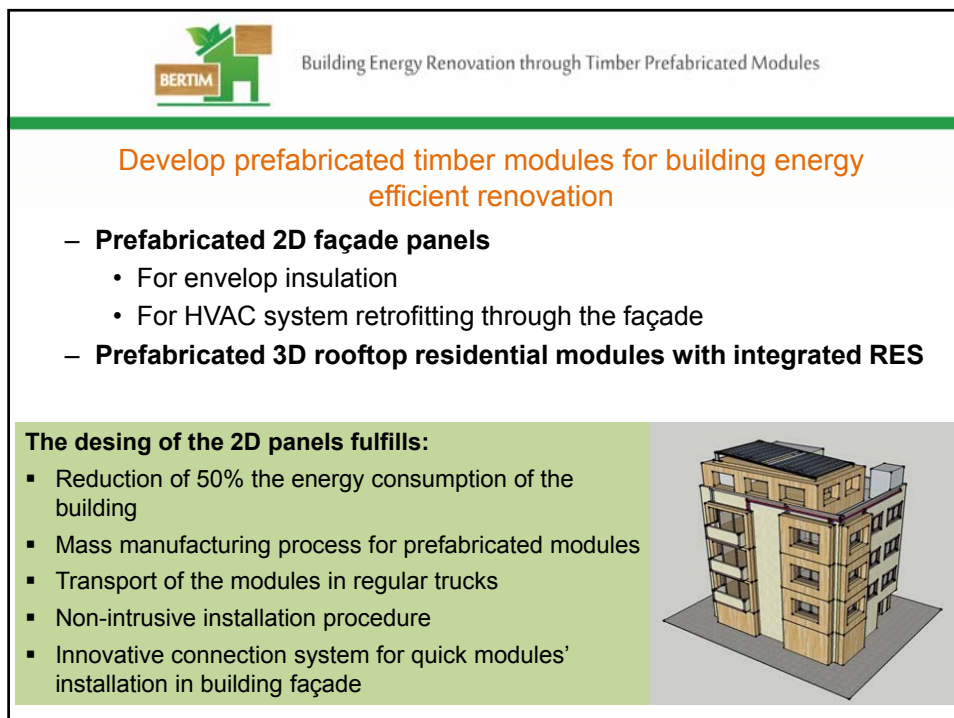 BERTIM
Building Energy Renovation through Timber Prefabricated Modules
Develop prefabricated timber modules for building energy
efficient renovation
– Prefabricated 2D façade panels
• For envelop insulation
• For HVAC system retrofitting through the façade
– Prefabricated 3D rooftop residential modules with integrated RES
The desing of the 2D panels fulfills:
▪ Reduction of 50% the energy consumption of the
building
▪ Mass manufacturing process for prefabricated modules
▪ Transport of the modules in regular trucks
▪ Non-intrusive installation procedure
▪ Innovative connection system for quick modules’
installation in building façade